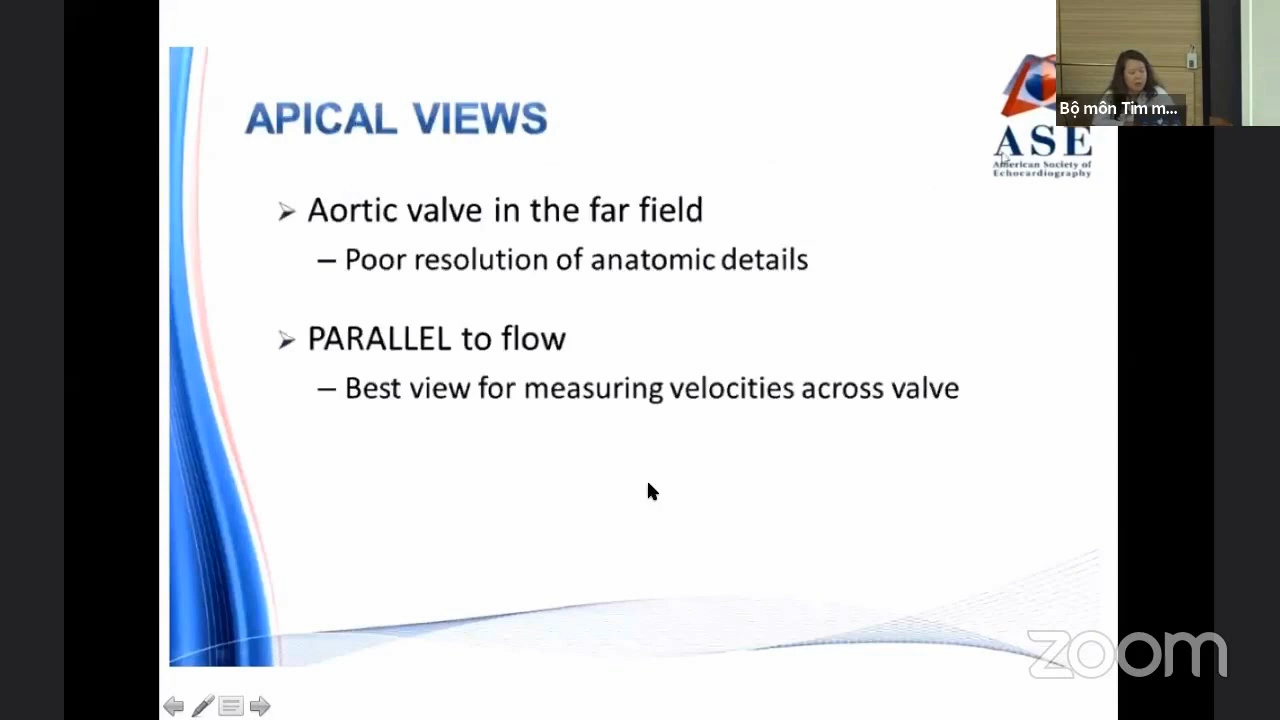 APICAL VIEWS
Bộ môn Tim m...
ASE
American Society of
Echocardiography
➢ Aortic valve in the far field
– Poor resolution of anatomic details
➢ PARALLEL to flow
– Best view for measuring velocities across valve
zoom